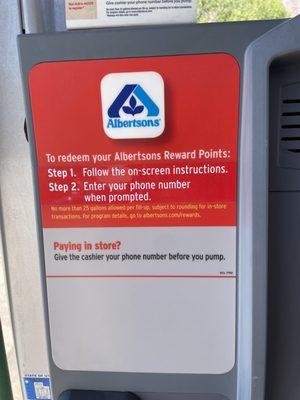 Give cashier your phone number before you pump.
Albertsons
To redeem your Albertsons Reward Points:
Step 1. Follow the on-screen instructions.
Step 2. Enter your phone number
when prompted.
No more than 25 gallons allowed per fill-up, subject to rounding for in-store
transactions. For program details, go to albertsons.com/rewards.
Paying in store?
Give the cashier your phone number before you pump.
STATE OF